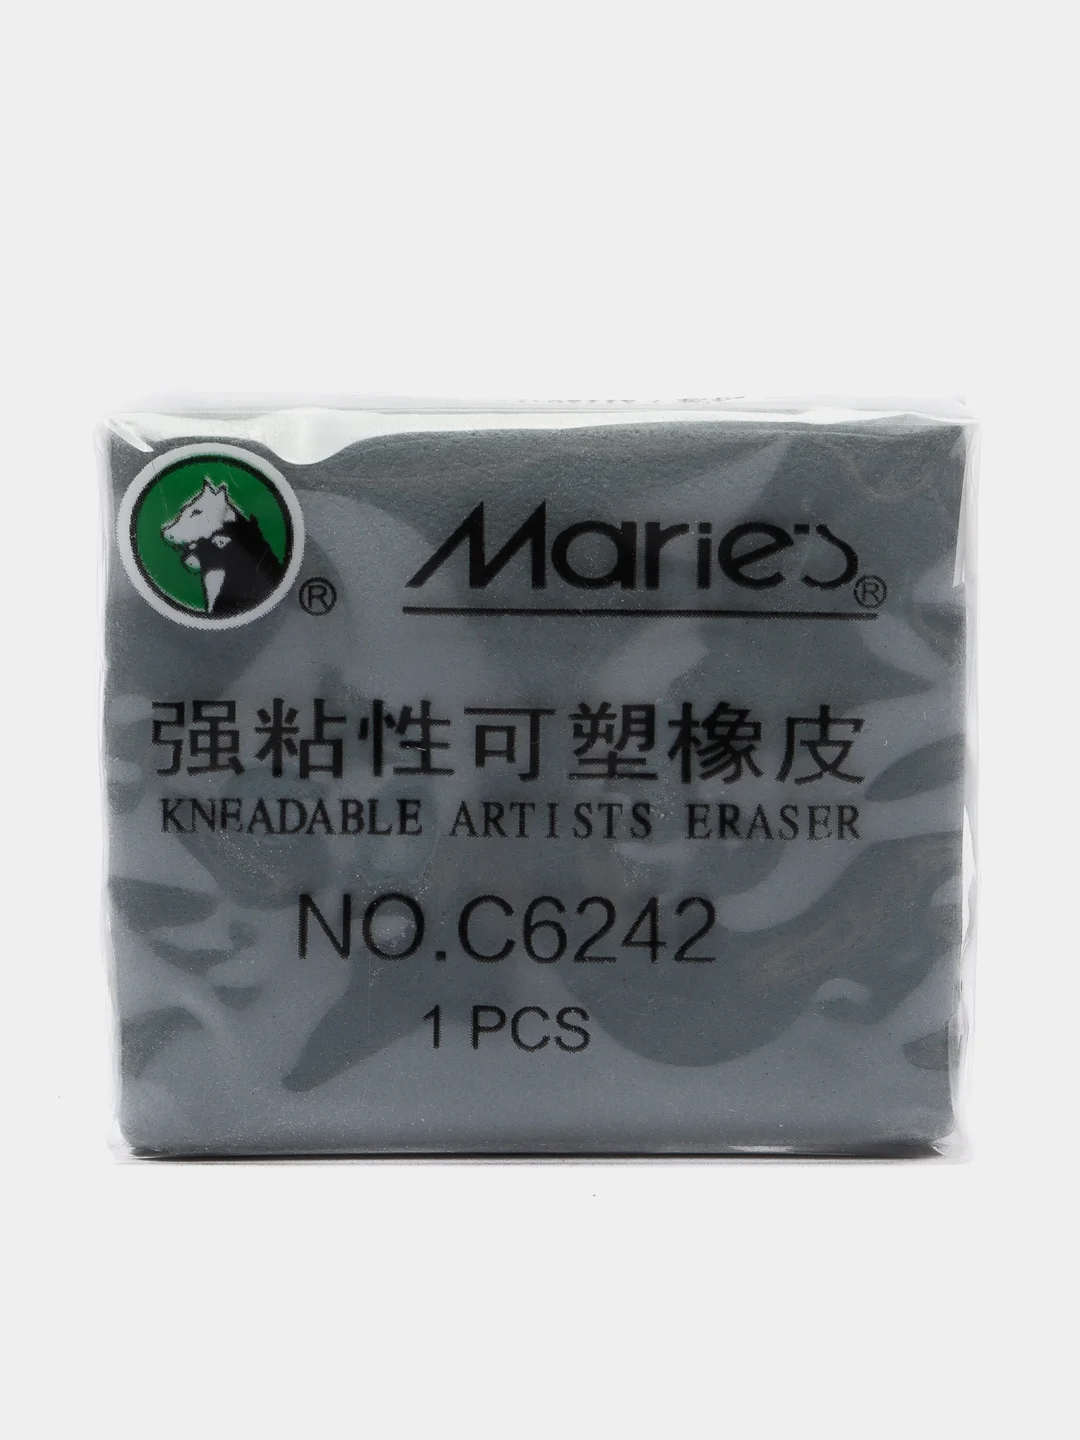 Marie's®
®
强粘性可塑橡皮
KNEADABLE ARTISTS ERASER
NO.C6242
1 PCS